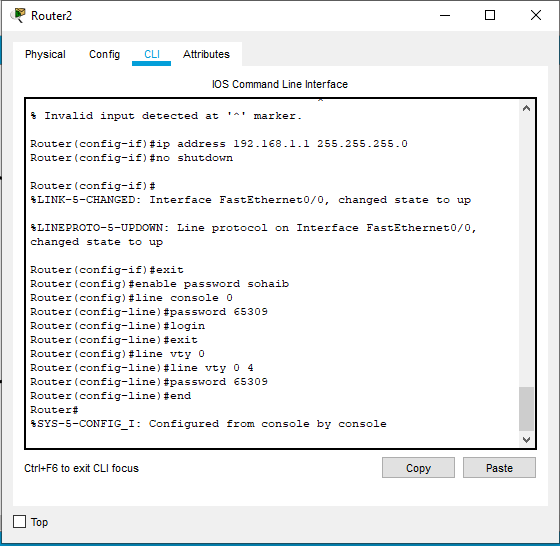 Router2
Physical Config CLI Attributes
IOS Command Line Interface
^
% Invalid input detected at '^' marker.
Router(config-if)#ip address 192.168.1.1 255.255.255.0
Router(config-if)#no shutdown
Router(config-if)#
%LINK-5-CHANGED: Interface FastEthernet0/0, changed state to up
%LINEPROTO-5-UPDOWN: Line protocol on Interface FastEthernet0/0,
changed state to up
Router(config-if)#exit
Router(config)#enable password sohaib
Router(config)#line console 0
Router(config-line)#password 65309
Router(config-line)#login
Router(config-line)#exit
Router(config)#line vty 0
Router(config-line)#line vty 0 4
Router(config-line)#password 65309
Router(config-line)#end
Router#
%SYS-5-CONFIG_I: Configured from console by console
Ctrl+F6 to exit CLI focus
Copy Paste
Top